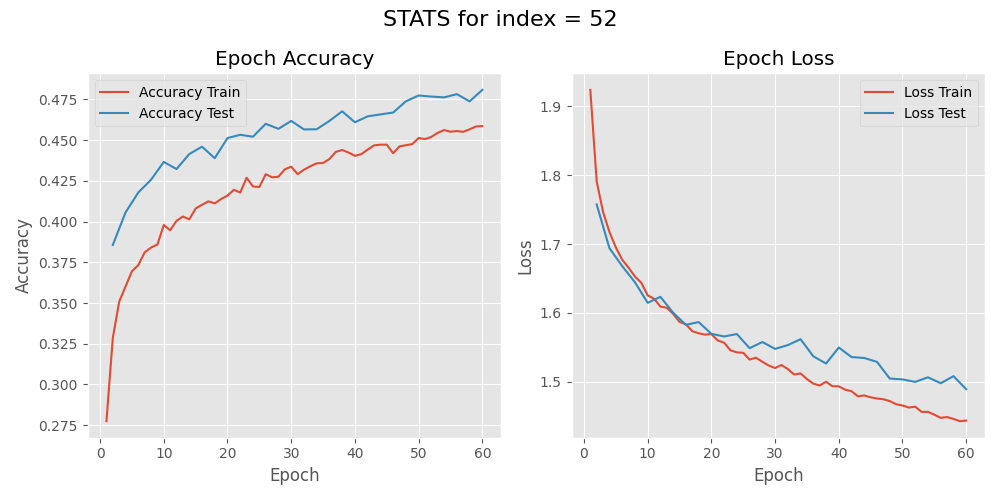 STATS for index = 52
Epoch Accuracy
Accuracy Train
Accuracy Test
0.475
0.450
0.425
0.400
0.375
0.350
0.325
0.300
0.275
Accuracy
0 10 20 30 40 50 60
Epoch
Epoch Loss
Loss Train
Loss Test
1.9
1.8
1.7
1.6
1.5
Loss
0 10 20 30 40 50 60
Epoch